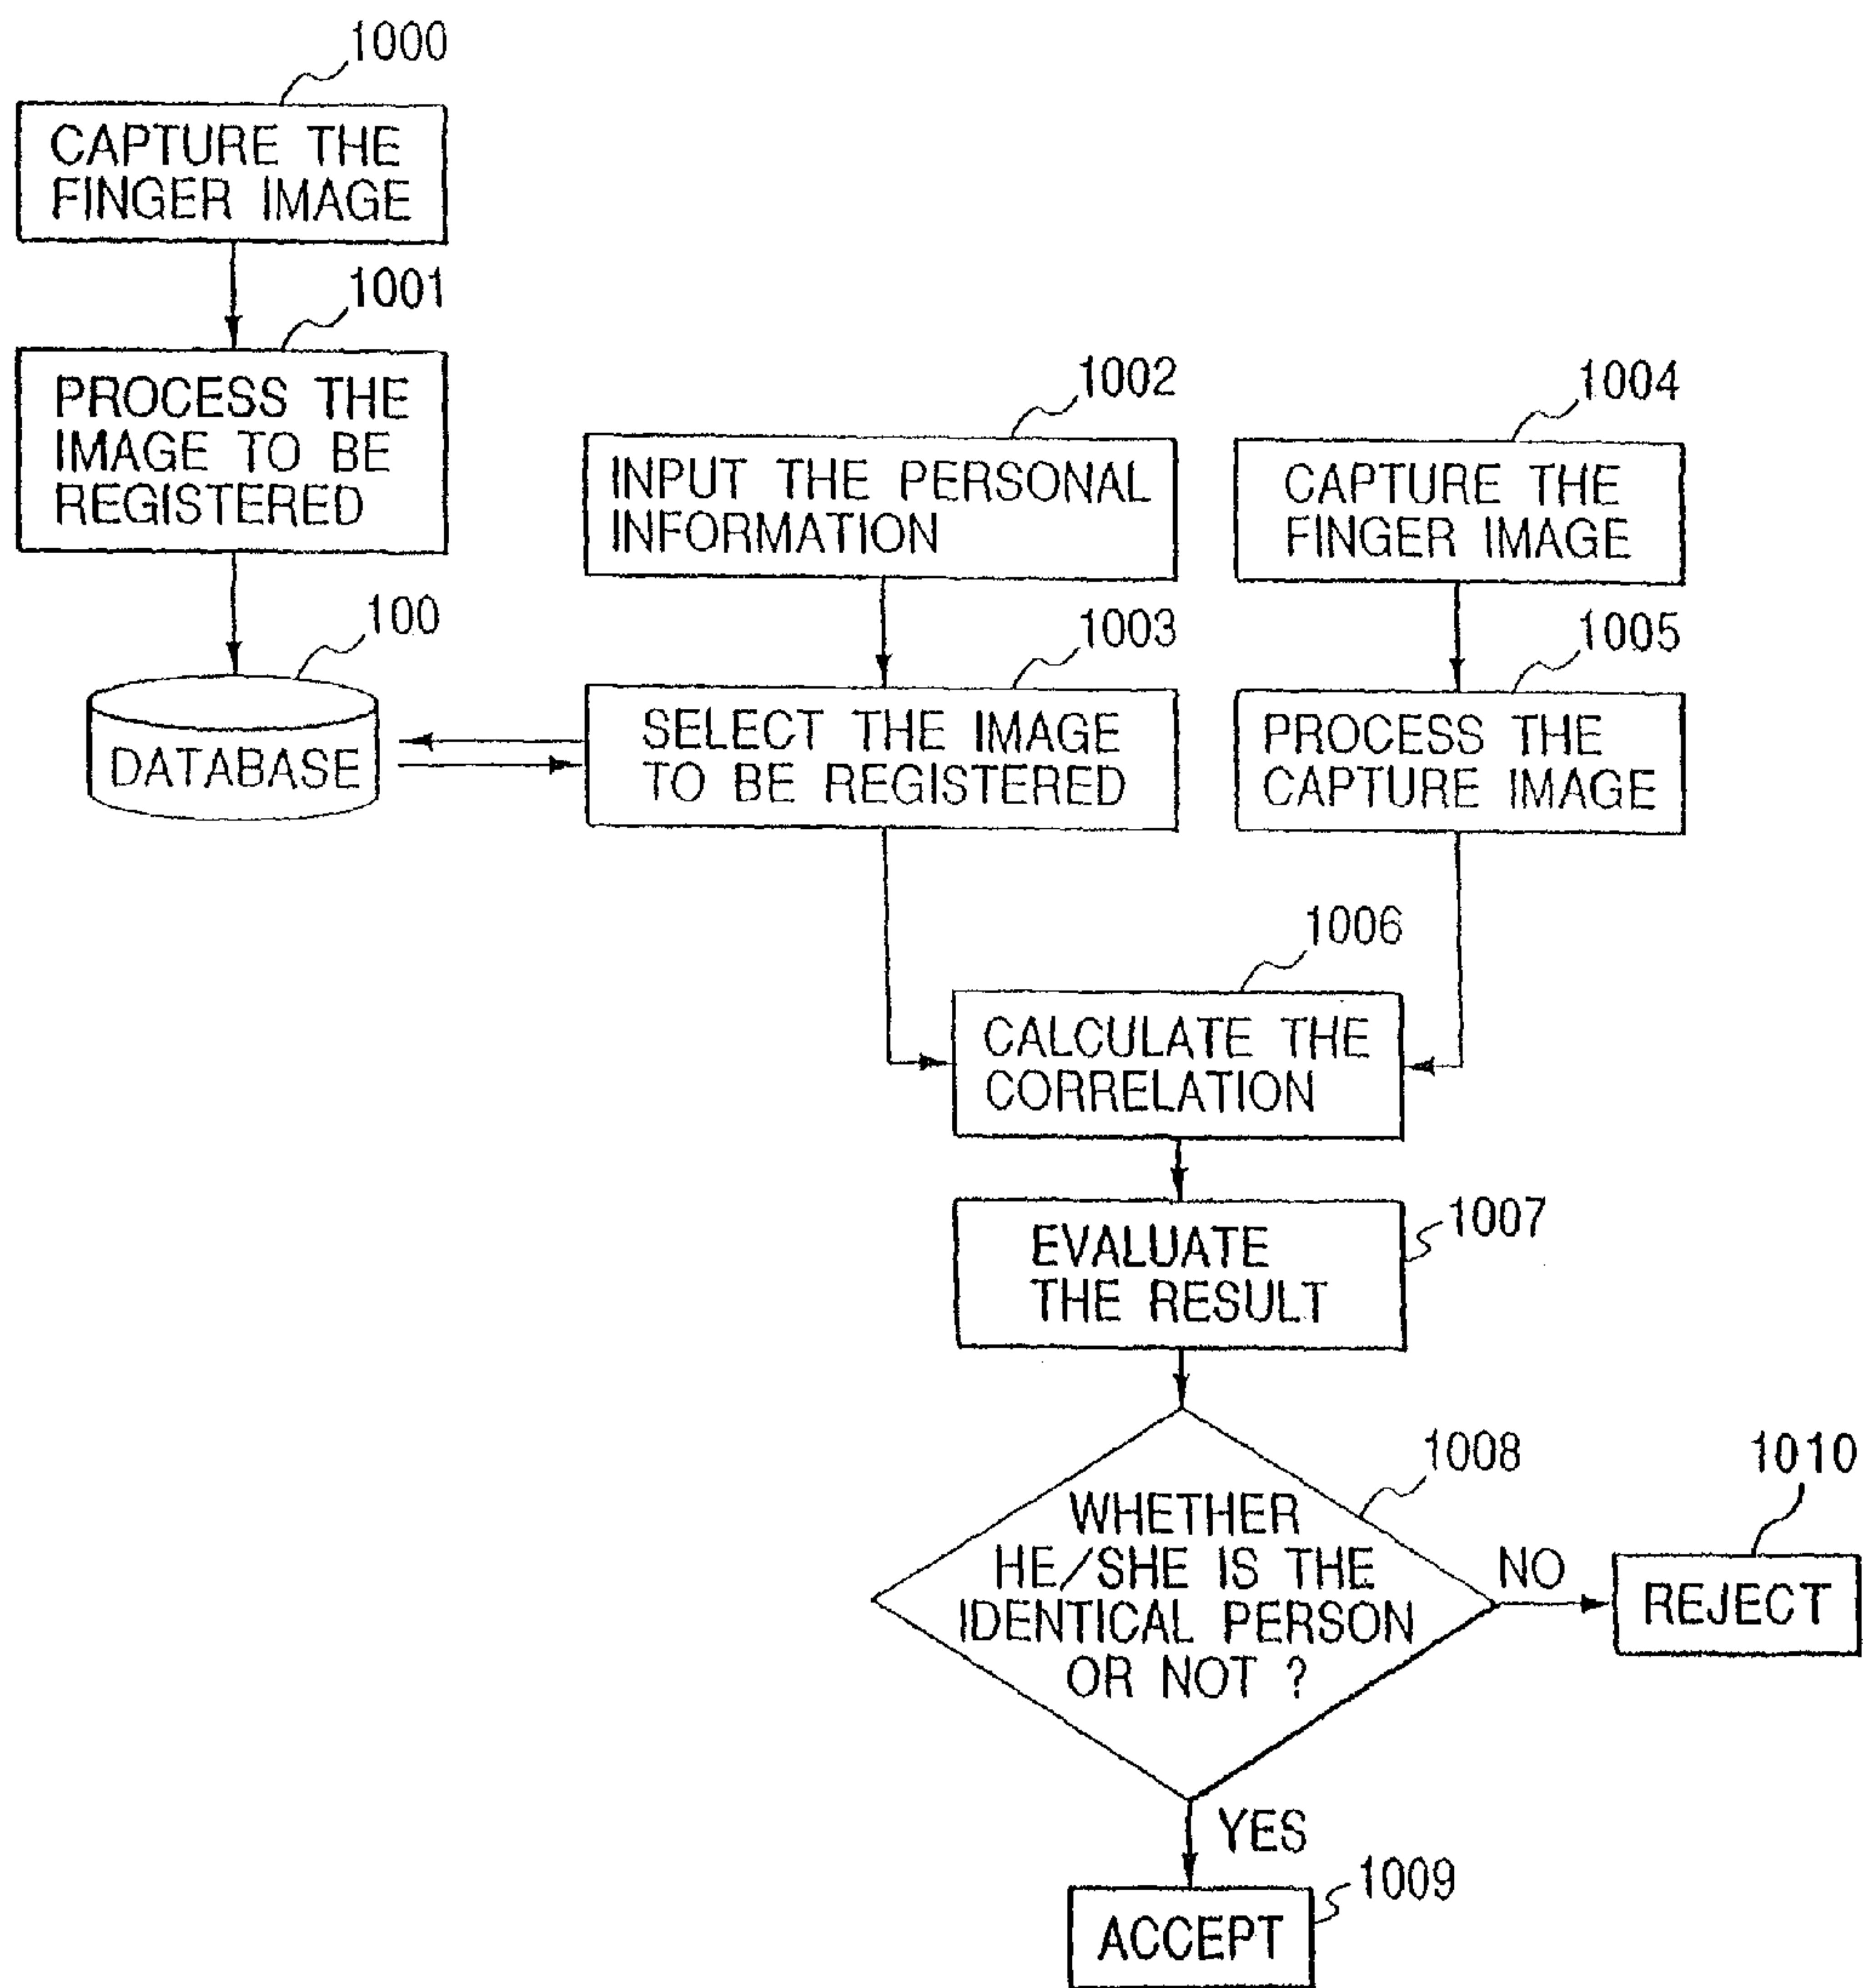 1000
CAPTURE THE
FINGER IMAGE
1001
PROCESS THE
IMAGE TO BE
REGISTERED
100
DATABASE
1002
INPUT THE PERSONAL
INFORMATION
1003
SELECT THE IMAGE
TO BE REGISTERED
1004
CAPTURE THE
FINGER IMAGE
1005
PROCESS THE
CAPTURE IMAGE
1006
CALCULATE THE
CORRELATION
1007
EVALUATE
THE RESULT
1008
WHETHER
HE/SHE IS THE
IDENTICAL PERSON
OR NOT ?
NO
1010
REJECT
YES
1009
ACCEPT